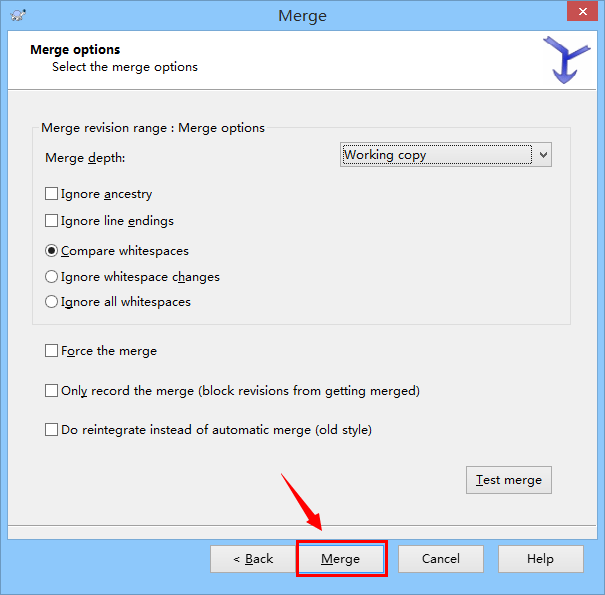 Merge
Merge options
Select the merge options
Merge revision range : Merge options
Merge depth:
Working copy
Ignore ancestry
Ignore line endings
Compare whitespaces
Ignore whitespace changes
Ignore all whitespaces
Force the merge
Only record the merge (block revisions from getting merged)
Do reintegrate instead of automatic merge (old style)
Test merge
< Back
Merge
Cancel
Help